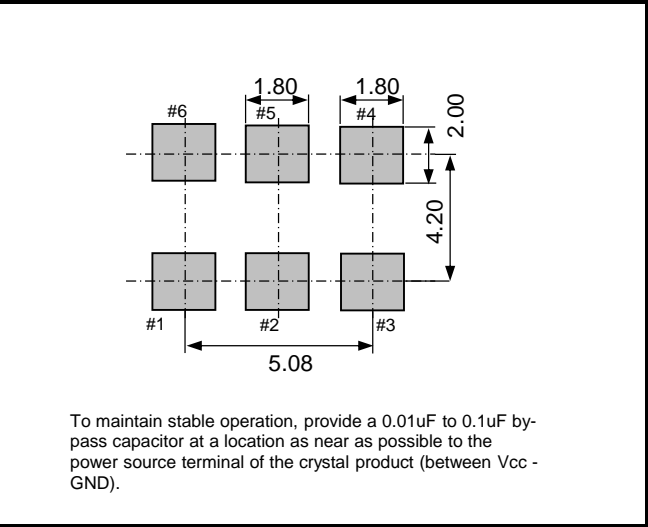 1.80
1.80
#6
#5
#4
2.00
4.20
#1
#2
#3
5.08
To maintain stable operation, provide a 0.01uF to 0.1uF by-
pass capacitor at a location as near as possible to the
power source terminal of the crystal product (between Vcc -
GND).